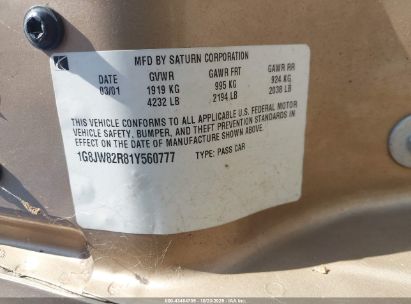 MFD BY SATURN CORPORATION
DATE GVWR GAWR FRT GAWR RR
03/01 1919 KG 995 KG 924 KG
4232 LB 2194 LB 2038 LB
THIS VEHICLE CONFORMS TO ALL APPLICABLE U.S. FEDERAL MOTOR
VEHICLE SAFETY, BUMPER, AND THEFT PREVENTION STANDARDS IN
EFFECT ON THE DATE OF MANUFACTURE SHOWN ABOVE.
1G8JW82R81Y560777 TYPE: PASS CAR